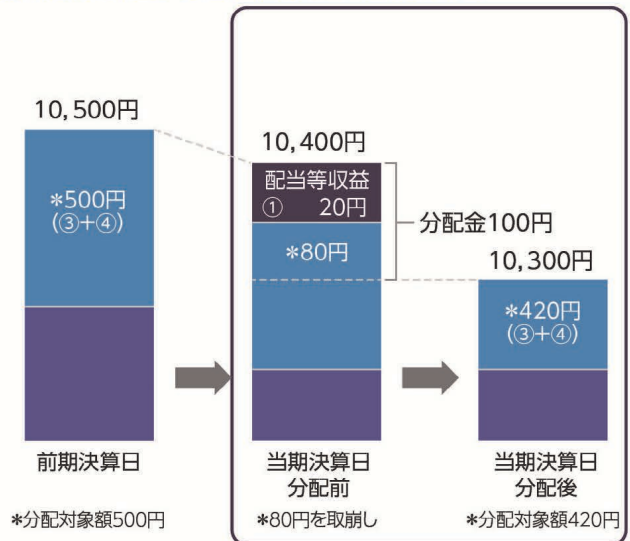 10,500円
*500円
(③+④)
前期決算日
*分配対象額500円
10,400円
配当等収益
① 20円
*80円
分配金100円
当期決算日
分配前
*80円を取崩し
10,300円
*420円
(③+④)
当期決算日
分配後
*分配対象額420円